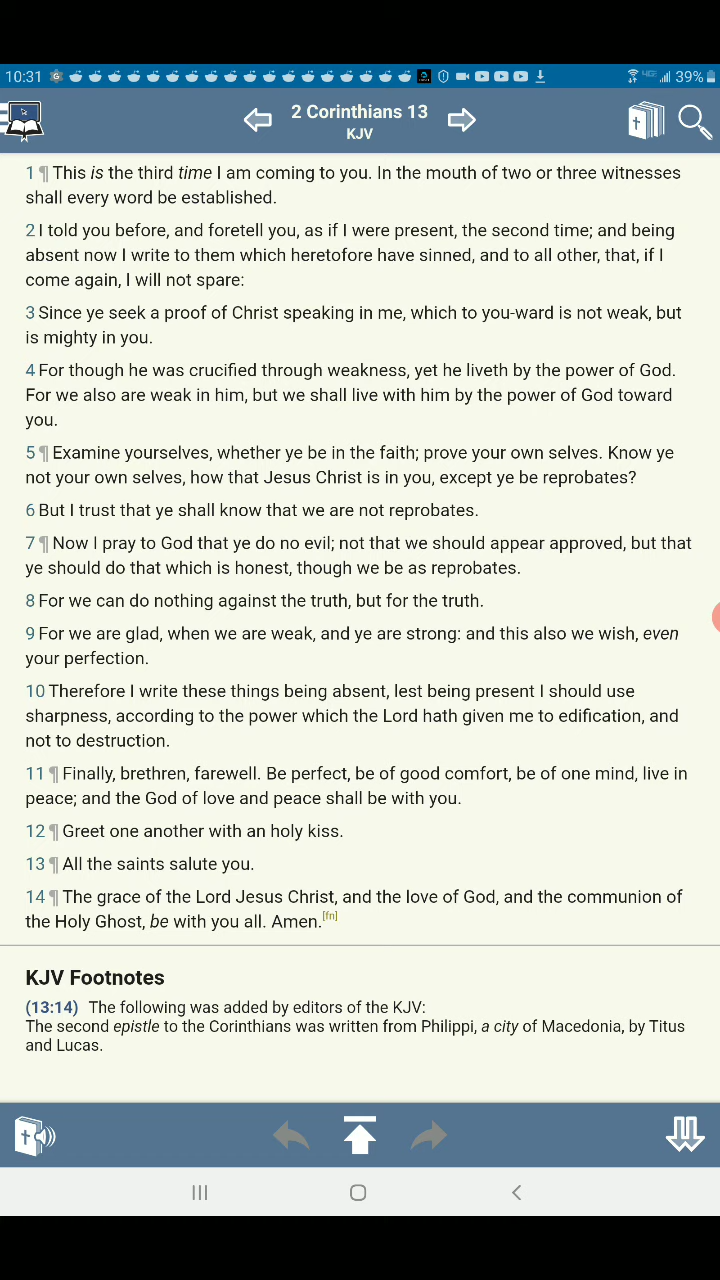 10:31 39%
2 Corinthians 13
KJV
1 ¶ This is the third time I am coming to you. In the mouth of two or three witnesses
shall every word be established.
2 I told you before, and foretell you, as if I were present, the second time; and being
absent now I write to them which heretofore have sinned, and to all other, that, if I
come again, I will not spare:
3 Since ye seek a proof of Christ speaking in me, which to you-ward is not weak, but
is mighty in you.
4 For though he was crucified through weakness, yet he liveth by the power of God.
For we also are weak in him, but we shall live with him by the power of God toward
you.
5 ¶ Examine yourselves, whether ye be in the faith; prove your own selves. Know ye
not your own selves, how that Jesus Christ is in you, except ye be reprobates?
6 But I trust that ye shall know that we are not reprobates.
7 ¶ Now I pray to God that ye do no evil; not that we should appear approved, but that
ye should do that which is honest, though we be as reprobates.
8 For we can do nothing against the truth, but for the truth.
9 For we are glad, when we are weak, and ye are strong: and this also we wish, even
your perfection.
10 Therefore I write these things being absent, lest being present I should use
sharpness, according to the power which the Lord hath given me to edification, and
not to destruction.
11 ¶ Finally, brethren, farewell. Be perfect, be of good comfort, be of one mind, live in
peace; and the God of love and peace shall be with you.
12 ¶ Greet one another with an holy kiss.
13 ¶ All the saints salute you.
14 ¶ The grace of the Lord Jesus Christ, and the love of God, and the communion of
the Holy Ghost, be with you all. Amen.[fn]
KJV Footnotes
(13:14) The following was added by editors of the KJV:
The second epistle to the Corinthians was written from Philippi, a city of Macedonia, by Titus
and Lucas.